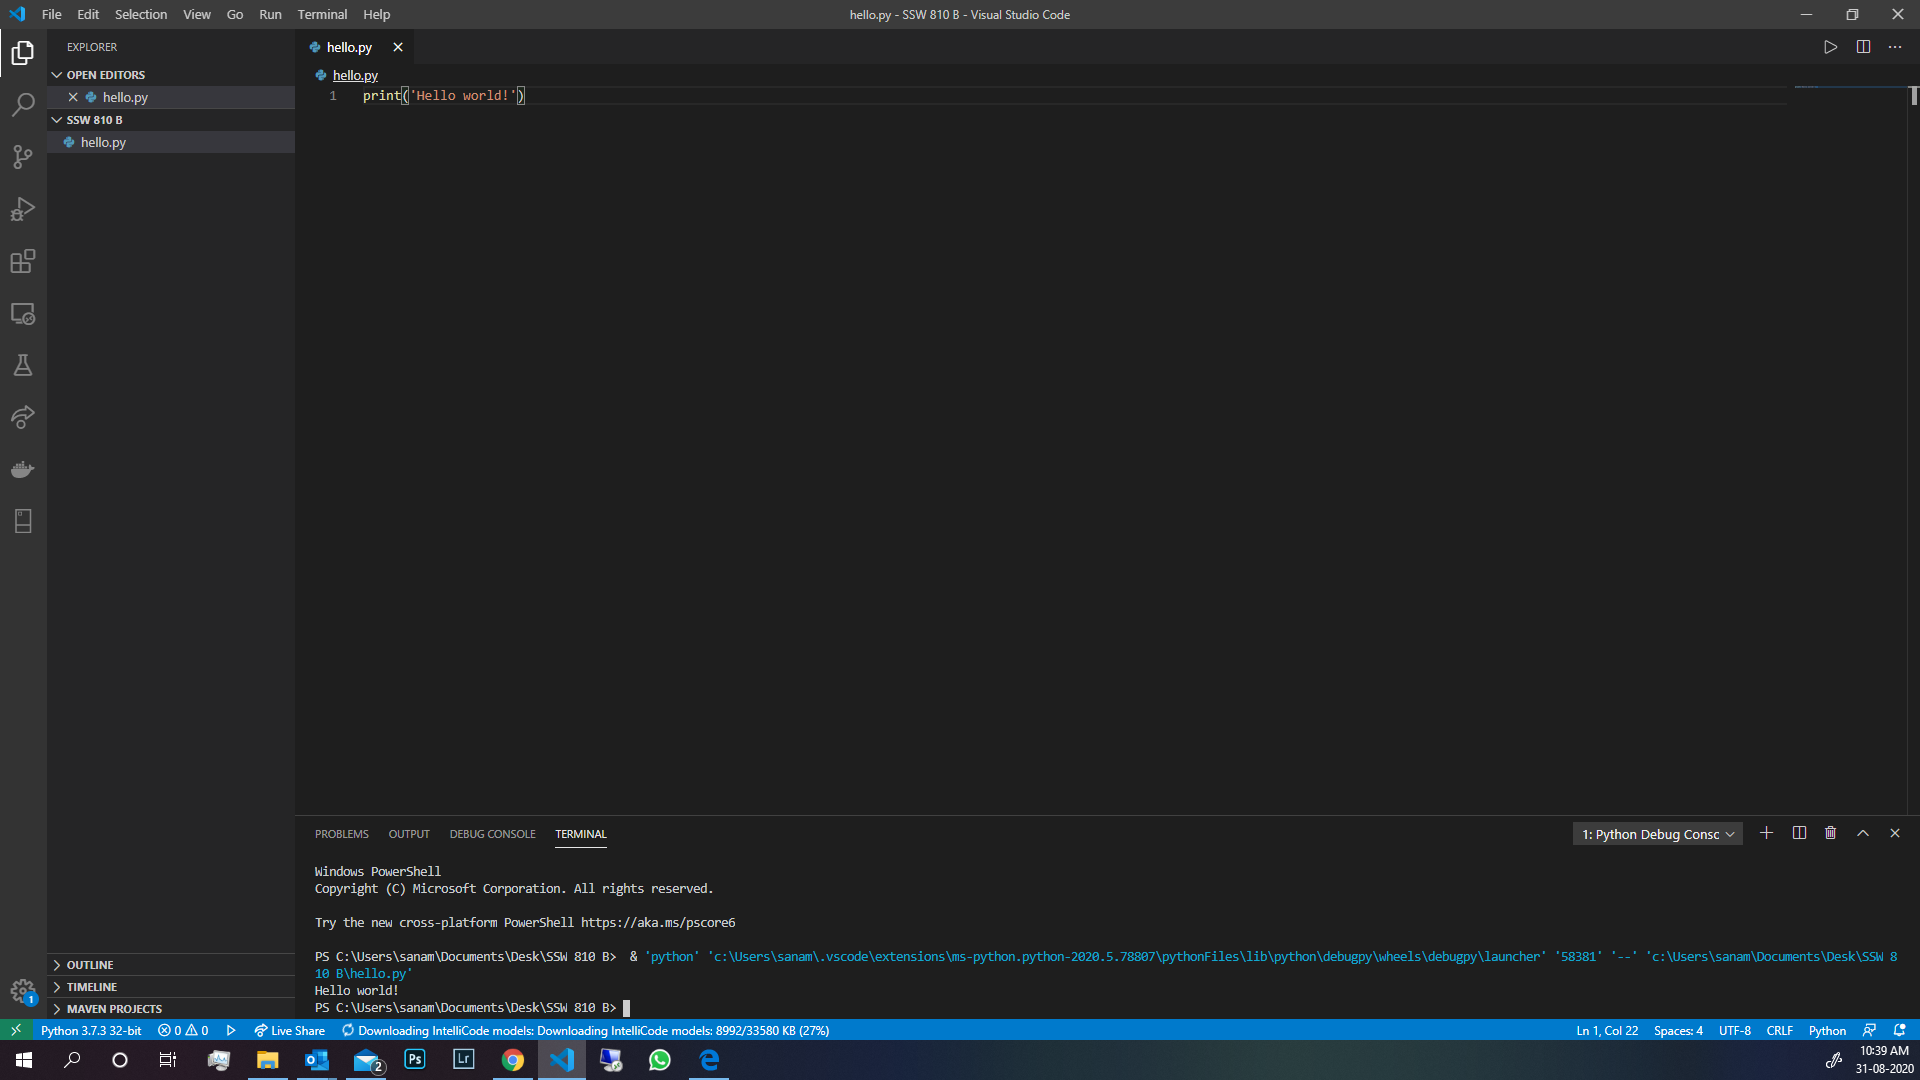 File Edit Selection View Go Run Terminal Help
hello.py - SSW 810 B - Visual Studio Code
EXPLORER
OPEN EDITORS
hello.py
SSW 810 B
hello.py
hello.py
hello.py
1 print('Hello world!')
PROBLEMS OUTPUT DEBUG CONSOLE TERMINAL
1: Python Debug Consc
Windows PowerShell
Copyright (C) Microsoft Corporation. All rights reserved.
Try the new cross-platform PowerShell https://aka.ms/pscore6
PS C:\Users\sanam\Documents\Desk\SSW 810 B>  & 'python' 'c:\Users\sanam\.vscode\extensions\ms-python.python-2020.5.78807\pythonFiles\lib\python\debugpy\wheels\debugpy\launcher' '58381' '--' 'c:\Users\sanam\Documents\Desk\SSW 8
10 B\hello.py'
Hello world!
PS C:\Users\sanam\Documents\Desk\SSW 810 B>
OUTLINE
TIMELINE
MAVEN PROJECTS
1
Python 3.7.3 32-bit 0 0 Live Share Downloading IntelliCode models: Downloading IntelliCode models: 8992/33580 KB (27%)
Ln 1, Col 22 Spaces: 4 UTF-8 CRLF Python
2 Ps Lr
10:39 AM
31-08-2020